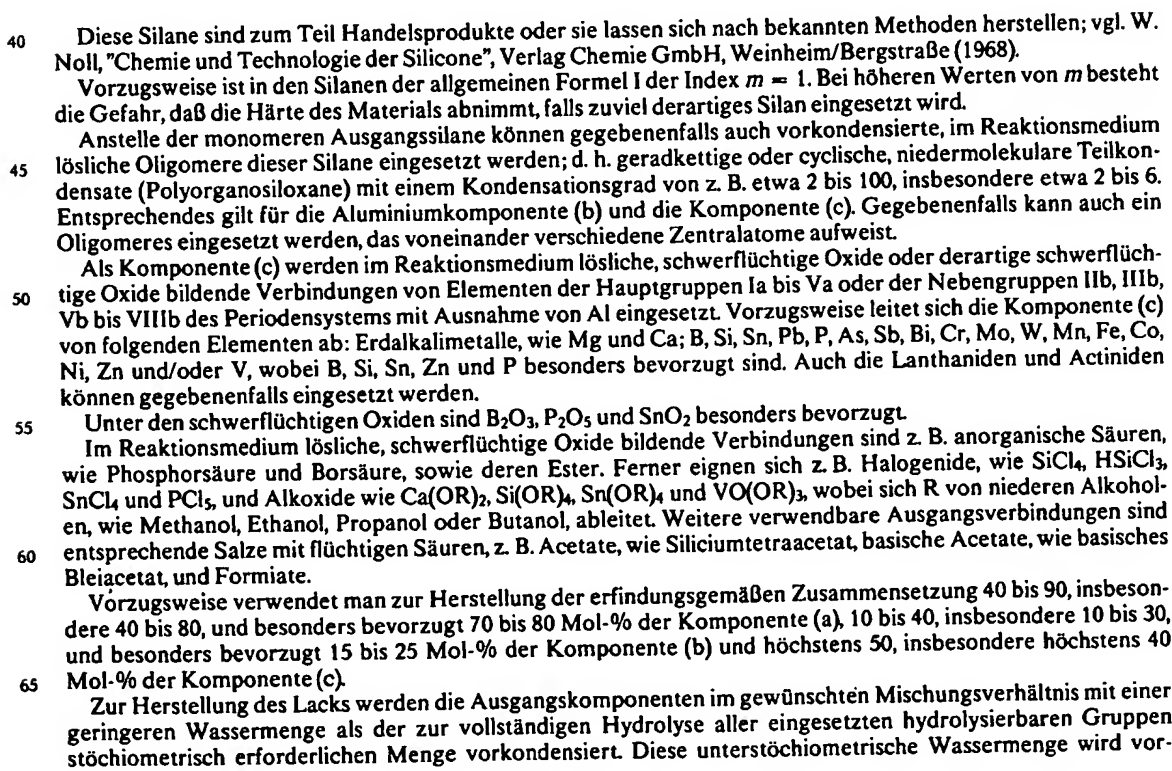 40 Diese Silane sind zum Teil Handelsprodukte oder sie lassen sich nach bekannten Methoden herstellen; vgl. W.
Noll, "Chemie und Technologie der Silicone", Verlag Chemie GmbH, Weinheim/Bergstraße (1968).
Vorzugsweise ist in den Silanen der allgemeinen Formel I der Index m = 1. Bei höheren Werten von m besteht
die Gefahr, daß die Härte des Materials abnimmt, falls zuviel derartiges Silan eingesetzt wird.
Anstelle der monomeren Ausgangssilane können gegebenenfalls auch vorkondensierte, im Reaktionsmedium
45 lösliche Oligomere dieser Silane eingesetzt werden; d. h. geradkettige oder cyclische, niedermolekulare Teilkon-
densate (Polyorganosiloxane) mit einem Kondensationsgrad von z. B. etwa 2 bis 100, insbesondere etwa 2 bis 6.
Entsprechendes gilt für die Aluminiumkomponente (b) und die Komponente (c). Gegebenenfalls kann auch ein
Oligomeres eingesetzt werden, das voneinander verschiedene Zentralatome aufweist.
Als Komponente (c) werden im Reaktionsmedium lösliche, schwerflüchtige Oxide oder derartige schwerflüch-
50 tige Oxide bildende Verbindungen von Elementen der Hauptgruppen Ia bis Va oder der Nebengruppen IIb, IIIb,
Vb bis VIIIb des Periodensystems mit Ausnahme von Al eingesetzt. Vorzugsweise leitet sich die Komponente (c)
von folgenden Elementen ab: Erdalkalimetalle, wie Mg und Ca; B, Si, Sn, Pb, P, As, Sb, Bi, Cr, Mo, W, Mn, Fe, Co,
Ni, Zn und/oder V, wobei B, Si, Sn, Zn und P besonders bevorzugt sind. Auch die Lanthaniden und Actiniden
können gegebenenfalls eingesetzt werden.
55 Unter den schwerflüchtigen Oxiden sind B₂O₃, P₂O₅ und SnO₂ besonders bevorzugt.
Im Reaktionsmedium lösliche, schwerflüchtige Oxide bildende Verbindungen sind z. B. anorganische Säuren,
wie Phosphorsäure und Borsäure, sowie deren Ester. Ferner eignen sich z. B. Halogenide, wie SiCl₄, HSiCl₃,
SnCl₄ und PCl₅, und Alkoxide wie Ca(OR)₂, Si(OR)₄, Sn(OR)₄ und VO(OR)₃, wobei sich R von niederen Alkohol-
en, wie Methanol, Ethanol, Propanol oder Butanol, ableitet. Weitere verwendbare Ausgangsverbindungen sind
60 entsprechende Salze mit flüchtigen Säuren, z. B. Acetate, wie Siliciumtetraacetat, basische Acetate, wie basisches
Bleiacetat, und Formiate.
Vorzugsweise verwendet man zur Herstellung der erfindungsgemäßen Zusammensetzung 40 bis 90, insbeson-
dere 40 bis 80, und besonders bevorzugt 70 bis 80 Mol-% der Komponente (a), 10 bis 40, insbesondere 10 bis 30,
und besonders bevorzugt 15 bis 25 Mol-% der Komponente (b) und höchstens 50, insbesondere höchstens 40
65 Mol-% der Komponente (c).
Zur Herstellung des Lacks werden die Ausgangskomponenten im gewünschten Mischungsverhältnis mit einer
geringeren Wassermenge als der zur vollständigen Hydrolyse aller eingesetzten hydrolysierbaren Gruppen
stöchiometrisch erforderlichen Menge vorkondensiert. Diese unterstöchiometrische Wassermenge wird vor-